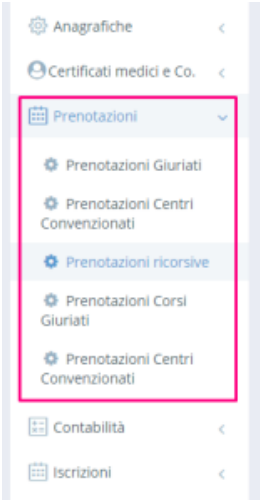 Anagrafiche
Certificati medici e Co.
Prenotazioni
Prenotazioni Giuriati
Prenotazioni Centri
Convenzionati
Prenotazioni ricorsive
Prenotazioni Corsi
Giuriati
Prenotazioni Centri
Convenzionati
Contabilità
Iscrizioni